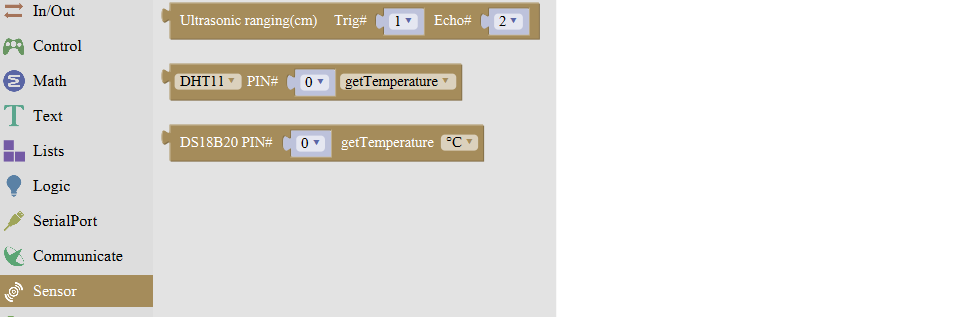 In/Out
Control
Math
Text
Lists
Logic
SerialPort
Communicate
Sensor
Ultrasonic ranging(cm) Trig# 1 Echo# 2
DHT11 PIN# 0 getTemperature
DS18B20 PIN# 0 getTemperature °C